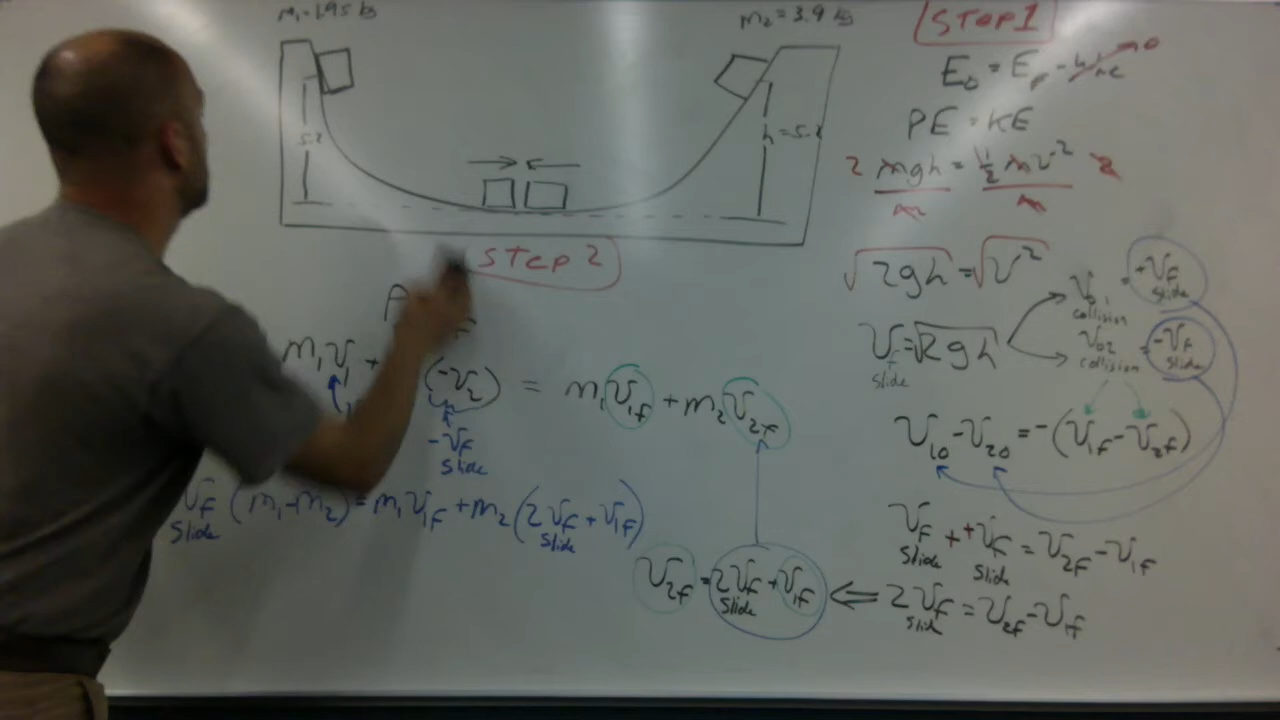 m₁=1.95 kg
m₂=3.9 kg
STEP 1
E₀ = E
PE = KE
5.2
h=5.2
2 mgh = ½ mv² 2
m m
STEP 2
√2gh = √v²
v₀₁ collision = +v_f slide
v_f slide = √2gh
v₀₂ collision = -v_f slide
m₁v₁ + (-v₂) = m₁v₁f + m₂v₂f
-v_f slide
v₁₀ - v₂₀ = -(v₁f - v₂f)
v_f slide (m₁-m₂) = m₁v₁f + m₂(2v_f slide + v₁f)
v_f slide + +v_f slide = v₂f - v₁f
v₂f = 2v_f slide + v₁f ⇐ 2v_f slide = v₂f - v₁f